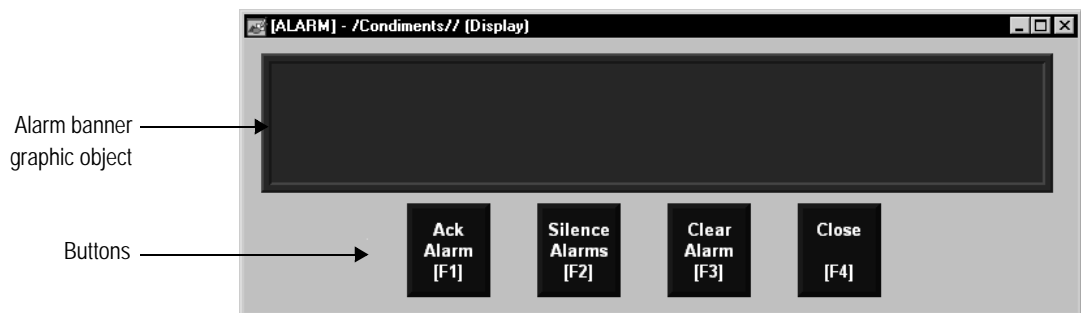 [ALARM] - /Condiments// (Display)
Alarm banner
graphic object
Buttons
Ack
Alarm
[F1]
Silence
Alarms
[F2]
Clear
Alarm
[F3]
Close
[F4]